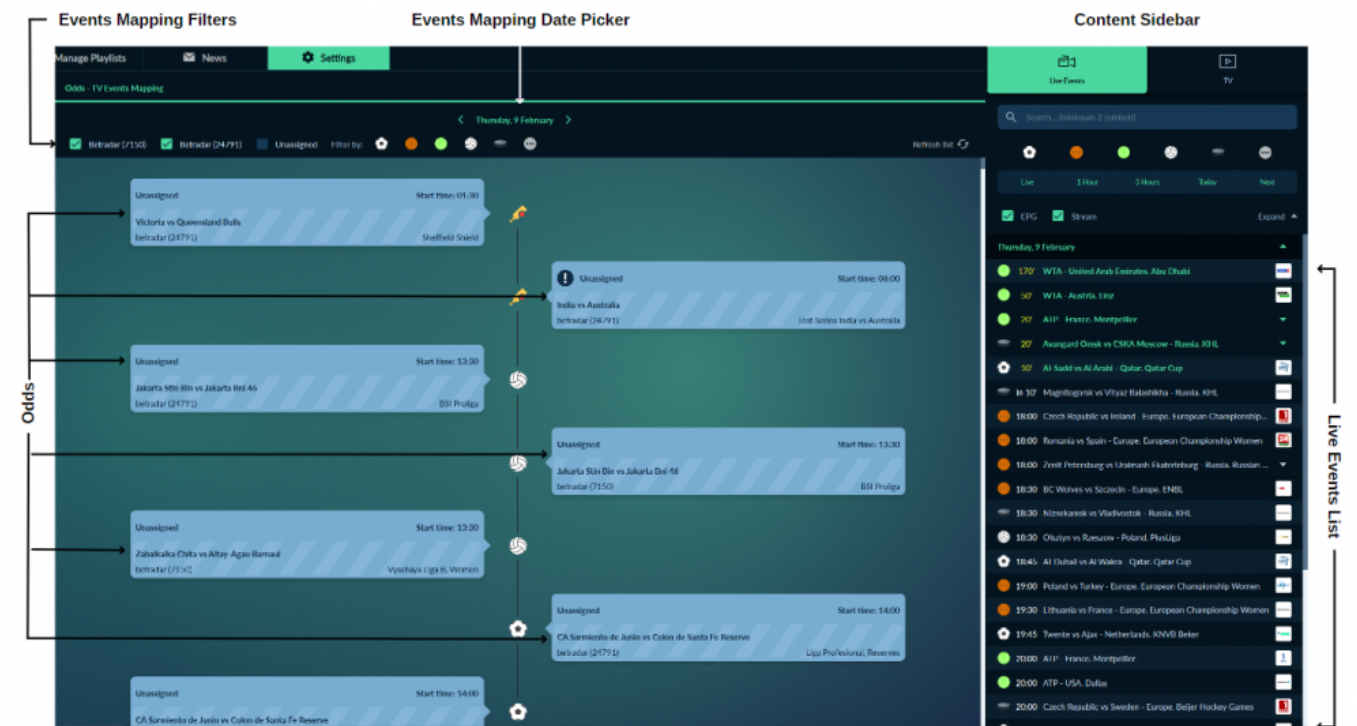 Events Mapping Filters
Events Mapping Date Picker
Content Sidebar
Manage Playlists
News
Settings
Live Events
TV
Odds - TV Events Mapping
Thursday, 9 February
Betradar (7150)
Betradar (24791)
Unassigned
Filter by:
Refresh list
Unassigned Start time: 01:30
Victoria vs Queensland Bulls
betradar (24791) Sheffield Shield
Unassigned Start time: 06:00
India vs Australia
betradar (24791) Test Series India vs Australia
Unassigned Start time: 13:30
Jakarta Stin Bin vs Jakarta Bni 46
betradar (24791) BSI Proliga
Unassigned Start time: 13:30
Jakarta Stin Bin vs Jakarta Bni 46
betradar (7150) BSI Proliga
Unassigned Start time: 13:30
Zabaikalka Chita vs Altay-Agau Barnaul
betradar (7150) Vysshaya Liga B, Women
Unassigned Start time: 14:00
CA Sarmiento de Junin vs Colon de Santa Fe Reserve
betradar (24791) Liga Profesional, Reserves
Unassigned Start time: 14:00
CA Sarmiento de Junin vs Colon de Santa Fe Reserve
Odds
Search... (minimum 2 symbols)
Live 1 Hour 3 Hours Today Next
EPG Stream Expand
Thursday, 9 February
170' WTA - United Arab Emirates, Abu Dhabi
50' WTA - Austria, Linz
20' ATP - France, Montpellier
20' Avangard Omsk vs CSKA Moscow - Russia, KHL
10' Al-Sadd vs Al Arabi - Qatar, Qatar Cup
in 10' Magnitogorsk vs Vityaz Balashikha - Russia, KHL
18:00 Czech Republic vs Ireland - Europe, European Championship...
18:00 Romania vs Spain - Europe, European Championship Women
18:00 Zenit Petersburg vs Uralmash Ekaterinburg - Russia, Russian ...
18:30 BC Wolves vs Szczecin - Europe, ENBL
18:30 Niznekamsk vs Vladivostok - Russia, KHL
18:30 Olsztyn vs Rzeszow - Poland, PlusLiga
18:45 Al Duhail vs Al Wakra - Qatar, Qatar Cup
19:00 Poland vs Turkey - Europe, European Championship Women
19:30 Lithuania vs France - Europe, European Championship Women
19:45 Twente vs Ajax - Netherlands, KNVB Beker
20:00 ATP - France, Montpellier
20:00 ATP - USA, Dallas
20:00 Czech Republic vs Sweden - Europe, Beijer Hockey Games
Live Events List